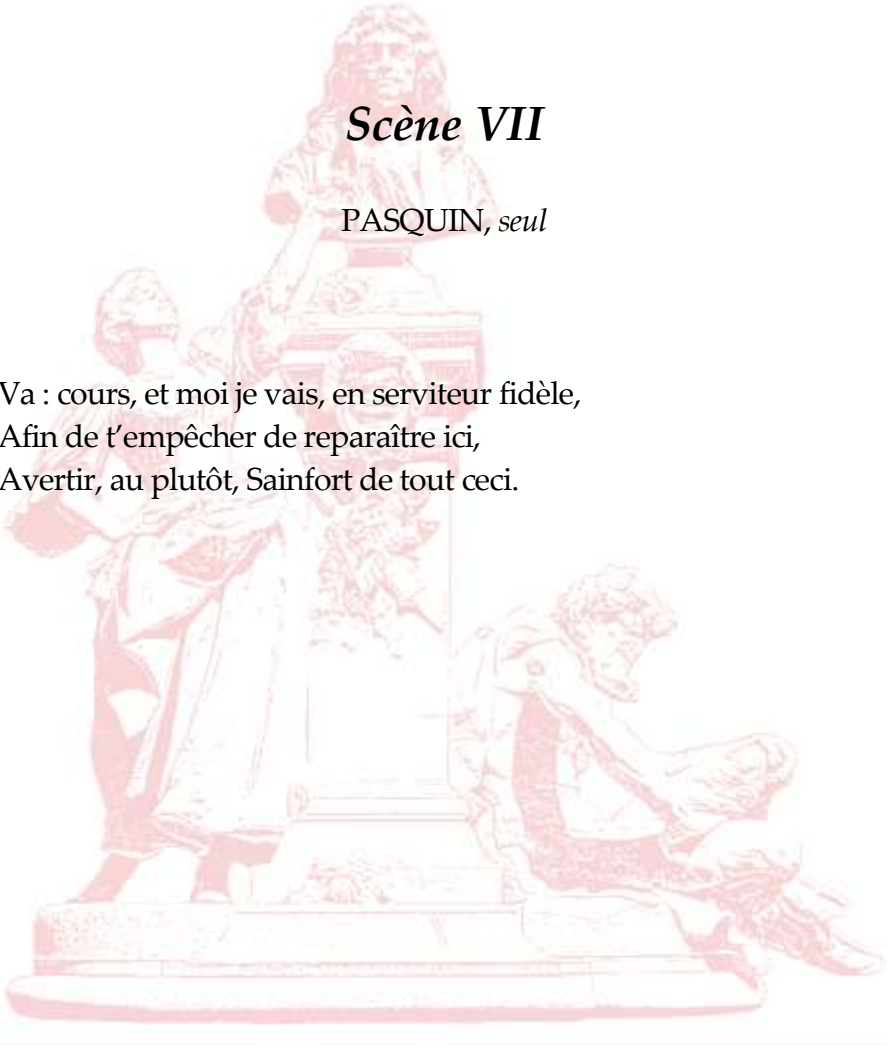 Scène VII
PASQUIN, seul
Va : cours, et moi je vais, en serviteur fidèle,
Afin de t’empêcher de reparaître ici,
Avertir, au plutôt, Sainfort de tout ceci.